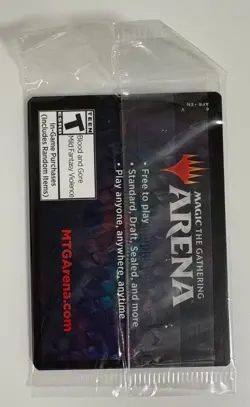 MAGIC THE GATHERING
ARENA
• Free to play
• Standard, Draft, Sealed, and more
• Play anyone, anywhere, anytime
TEEN
T
ESRB
Blood and Gore
Mild Fantasy Violence
In-Game Purchases
(Includes Random Items)
MTGArena.com